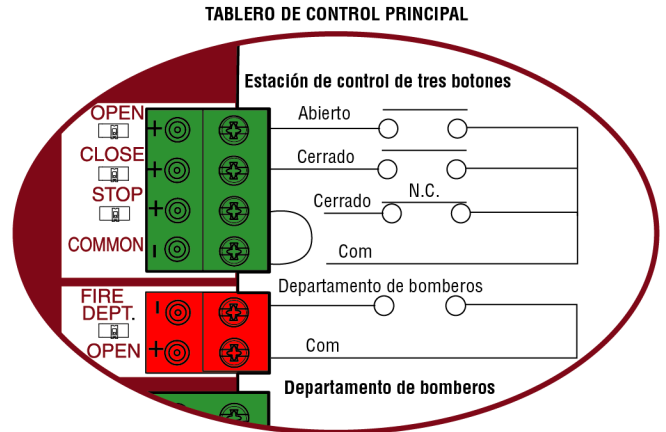 TABLERO DE CONTROL PRINCIPAL
Estación de control de tres botones
OPEN
+
Abierto
CLOSE
+
Cerrado
STOP
+
Cerrado
N.C.
COMMON
-
Com
FIRE
DEPT.
-
Departamento de bomberos
OPEN
+
Com
Departamento de bomberos